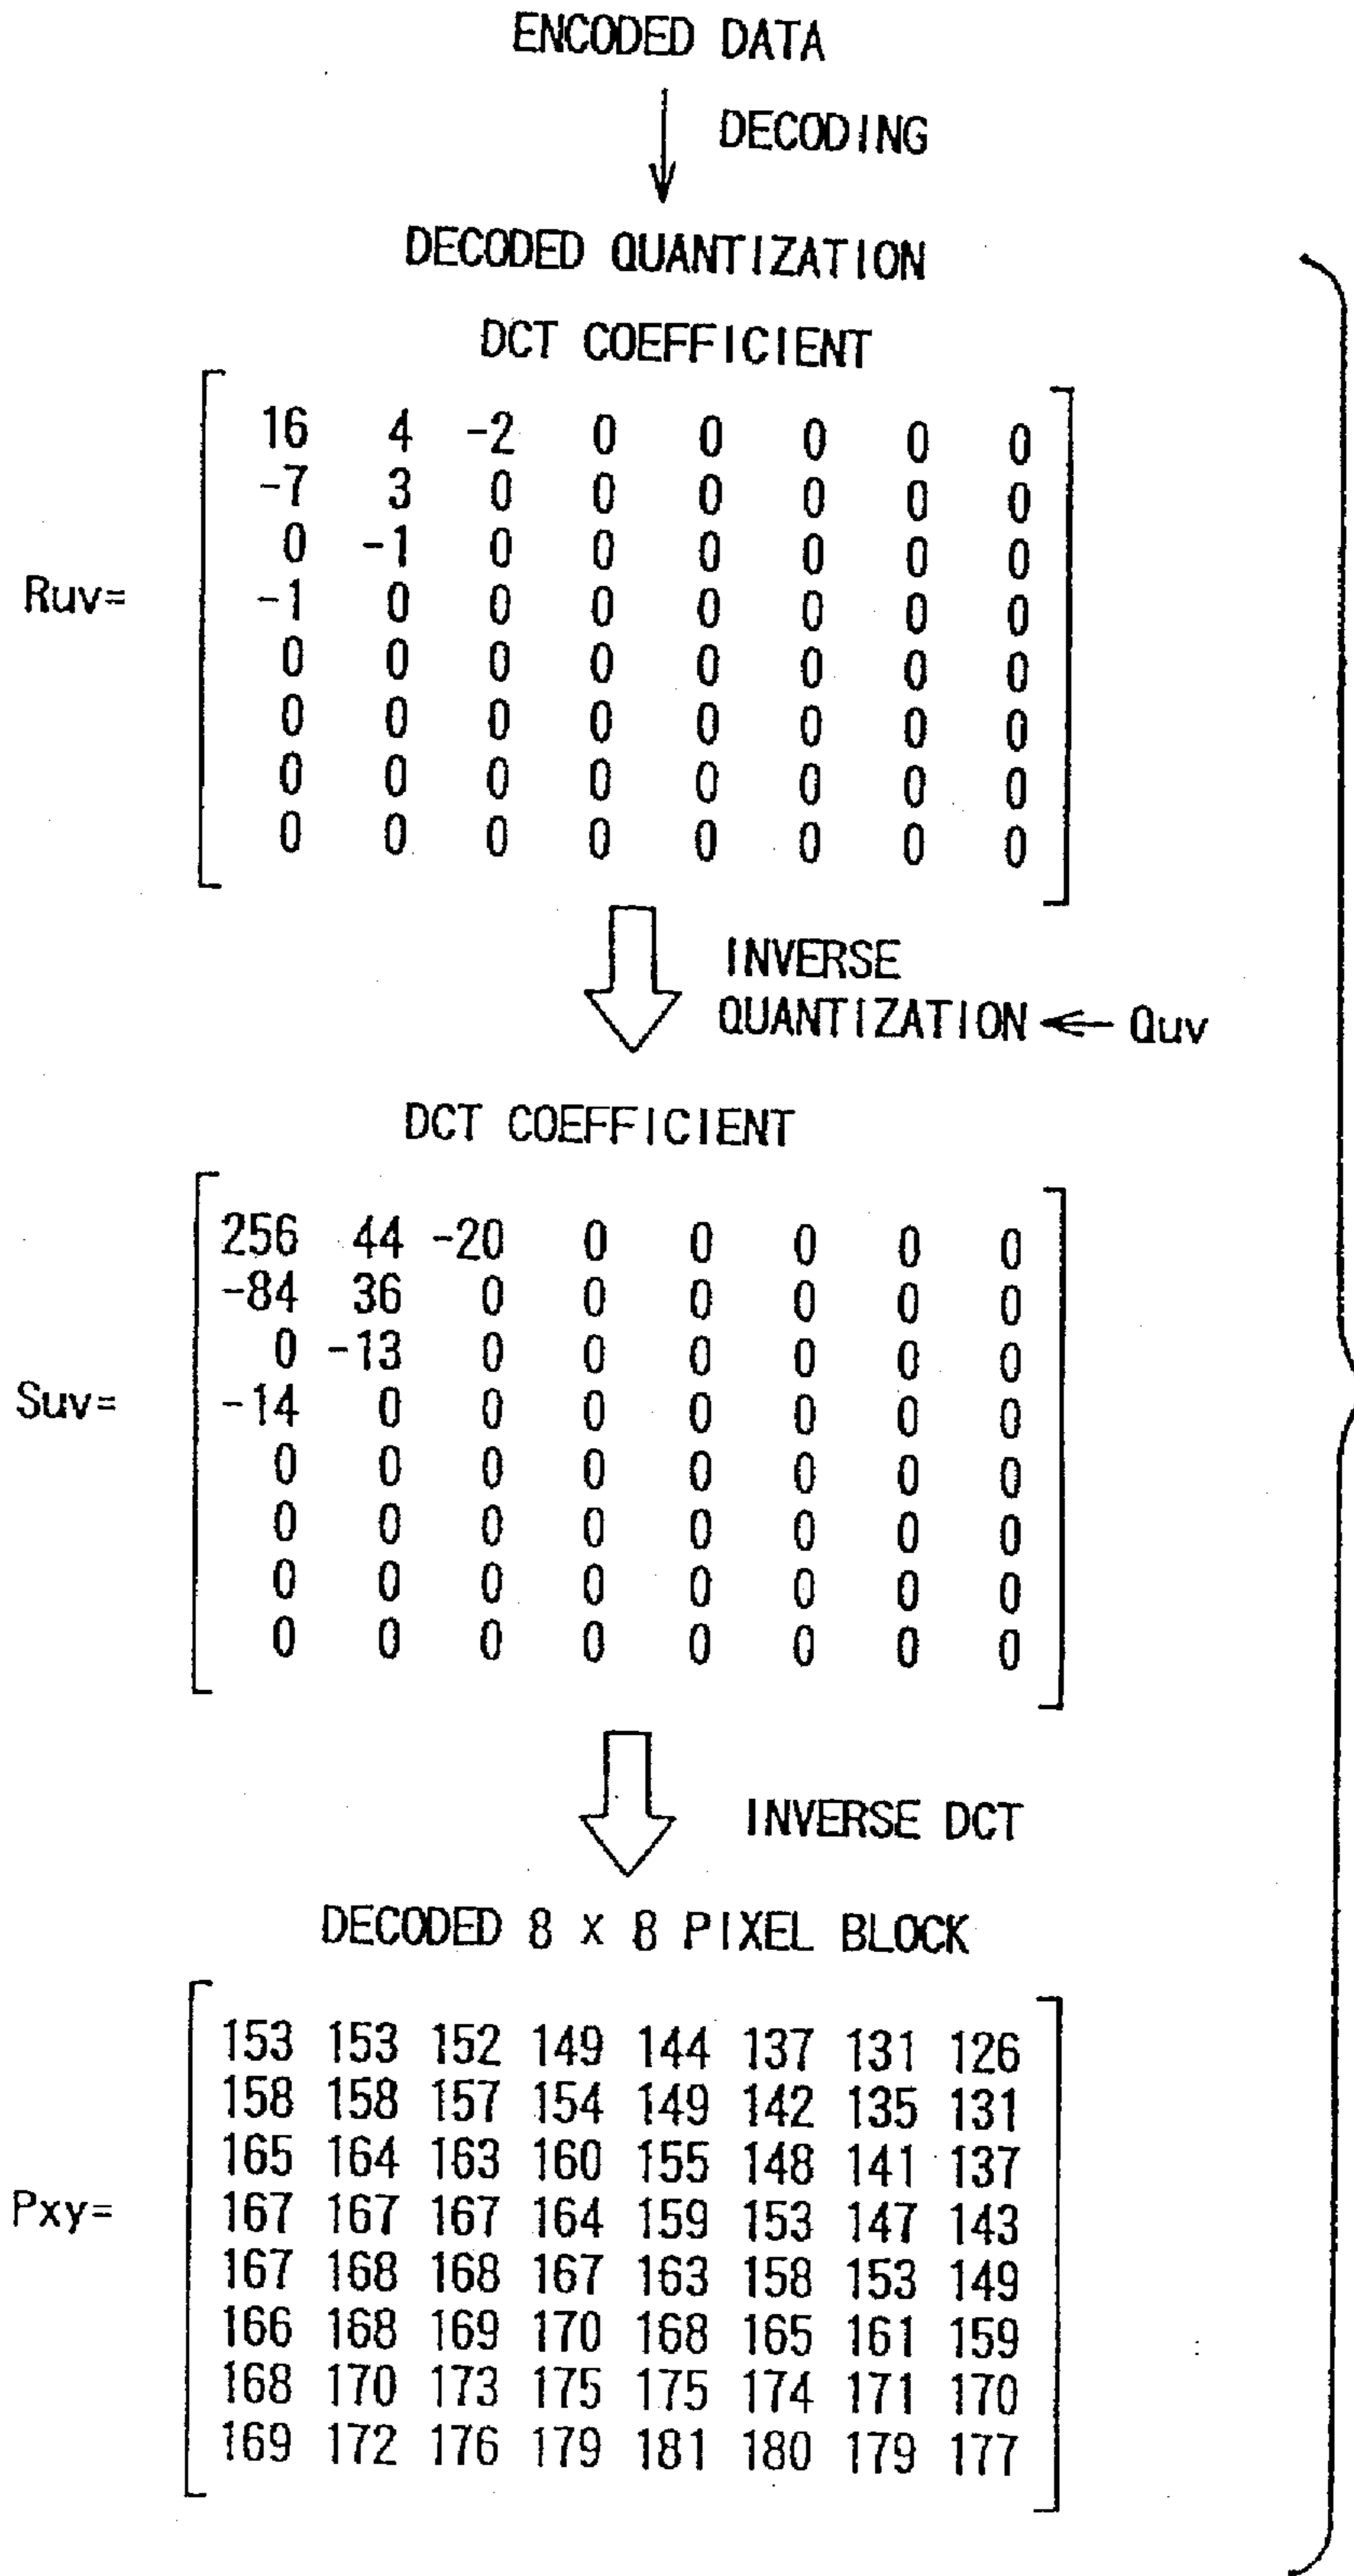 ENCODED DATA
DECODING
DECODED QUANTIZATION
DCT COEFFICIENT
16 4 -2 0 0 0 0 0
-7 3 0 0 0 0 0 0
0 -1 0 0 0 0 0 0
Ruv= -1 0 0 0 0 0 0 0
0 0 0 0 0 0 0 0
0 0 0 0 0 0 0 0
0 0 0 0 0 0 0 0
0 0 0 0 0 0 0 0
INVERSE
QUANTIZATION ← Quv
DCT COEFFICIENT
256 44 -20 0 0 0 0 0
-84 36 0 0 0 0 0 0
0 -13 0 0 0 0 0 0
Suv= -14 0 0 0 0 0 0 0
0 0 0 0 0 0 0 0
0 0 0 0 0 0 0 0
0 0 0 0 0 0 0 0
0 0 0 0 0 0 0 0
INVERSE DCT
DECODED 8 X 8 PIXEL BLOCK
153 153 152 149 144 137 131 126
158 158 157 154 149 142 135 131
165 164 163 160 155 148 141 137
Pxy= 167 167 167 164 159 153 147 143
167 168 168 167 163 158 153 149
166 168 169 170 168 165 161 159
168 170 173 175 175 174 171 170
169 172 176 179 181 180 179 177